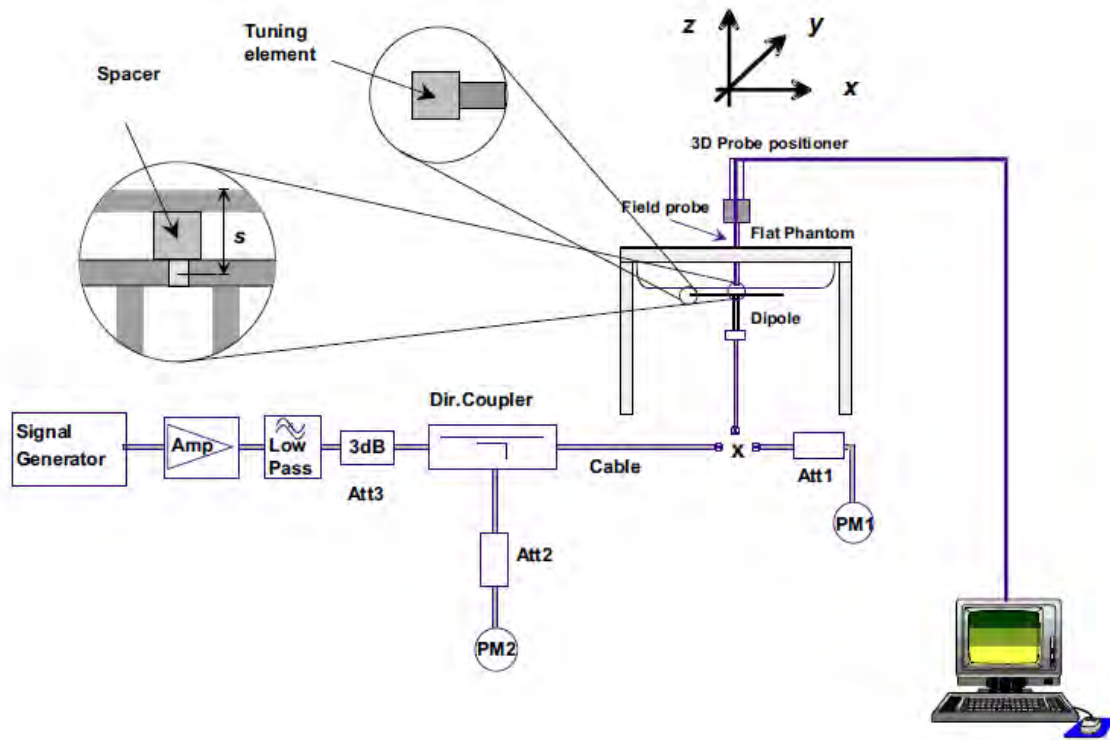 Tuning
element
Spacer
s
z
y
x
3D Probe positioner
Field probe
Flat Phantom
Dipole
Dir.Coupler
Signal
Generator
Amp
Low
Pass
3dB
Att3
Cable
x
Att1
PM1
Att2
PM2